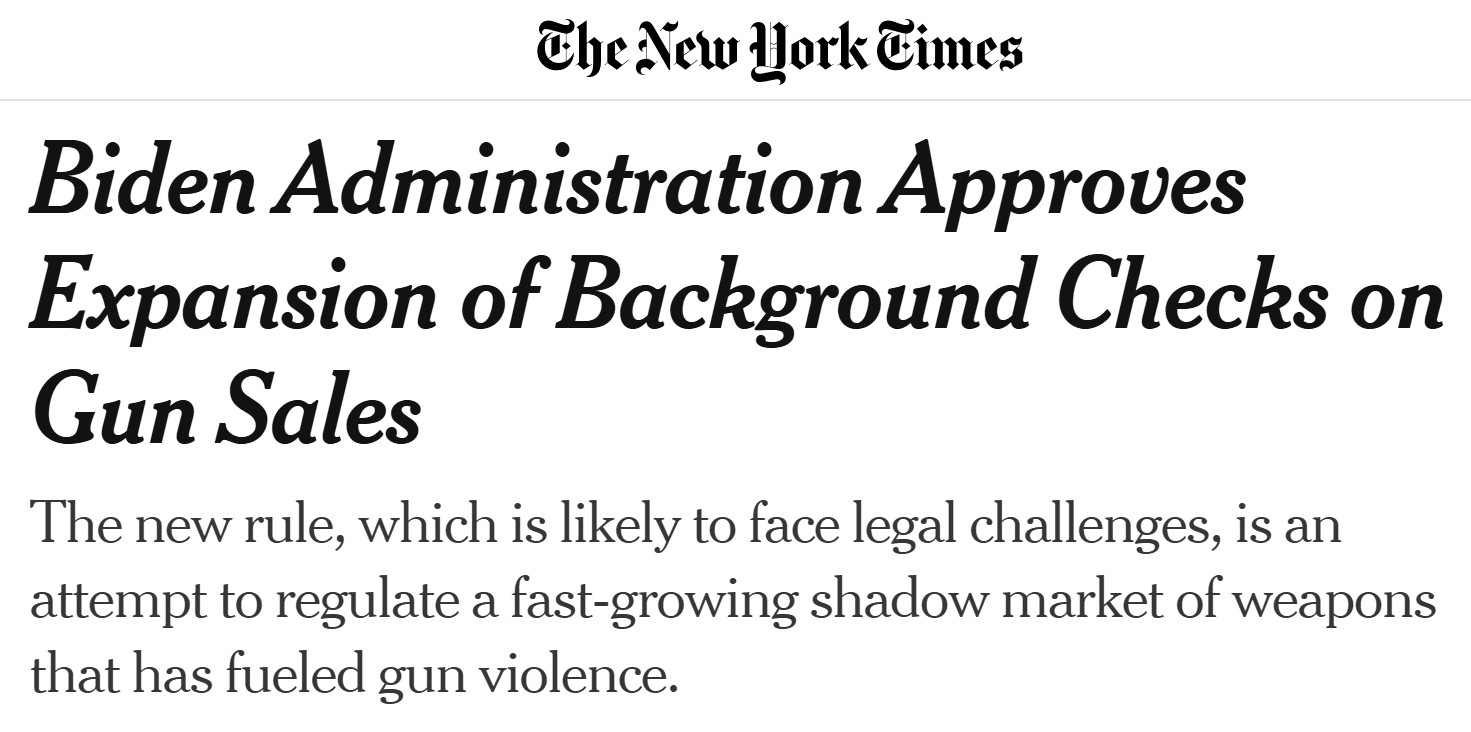 The New York Times
Biden Administration Approves
Expansion of Background Checks on
Gun Sales
The new rule, which is likely to face legal challenges, is an
attempt to regulate a fast-growing shadow market of weapons
that has fueled gun violence.